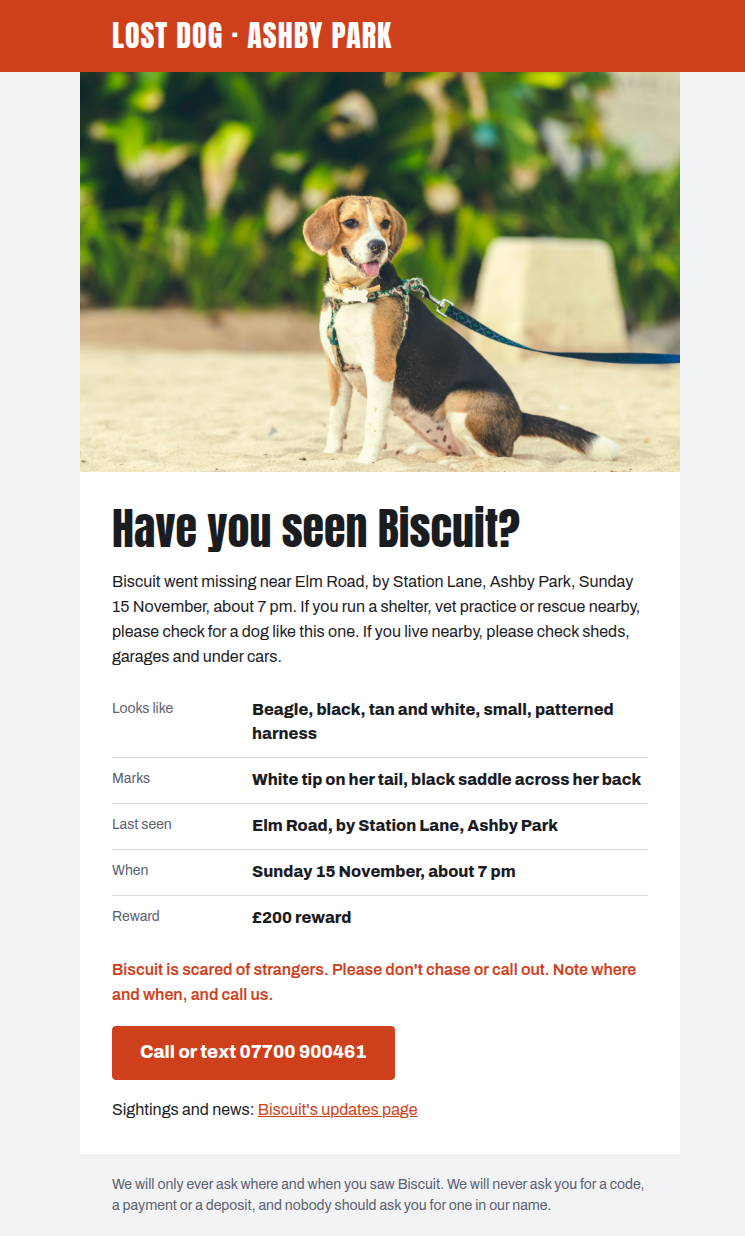 LOST DOG · ASHBY PARK
Have you seen Biscuit?
Biscuit went missing near Elm Road, by Station Lane, Ashby Park, Sunday
15 November, about 7 pm. If you run a shelter, vet practice or rescue nearby,
please check for a dog like this one. If you live nearby, please check sheds,
garages and under cars.
Looks like
Beagle, black, tan and white, small, patterned
harness
Marks
White tip on her tail, black saddle across her back
Last seen
Elm Road, by Station Lane, Ashby Park
When
Sunday 15 November, about 7 pm
Reward
£200 reward
Biscuit is scared of strangers. Please don't chase or call out. Note where
and when, and call us.
Call or text 07700 900461
Sightings and news: Biscuit's updates page
We will only ever ask where and when you saw Biscuit. We will never ask you for a code,
a payment or a deposit, and nobody should ask you for one in our name.